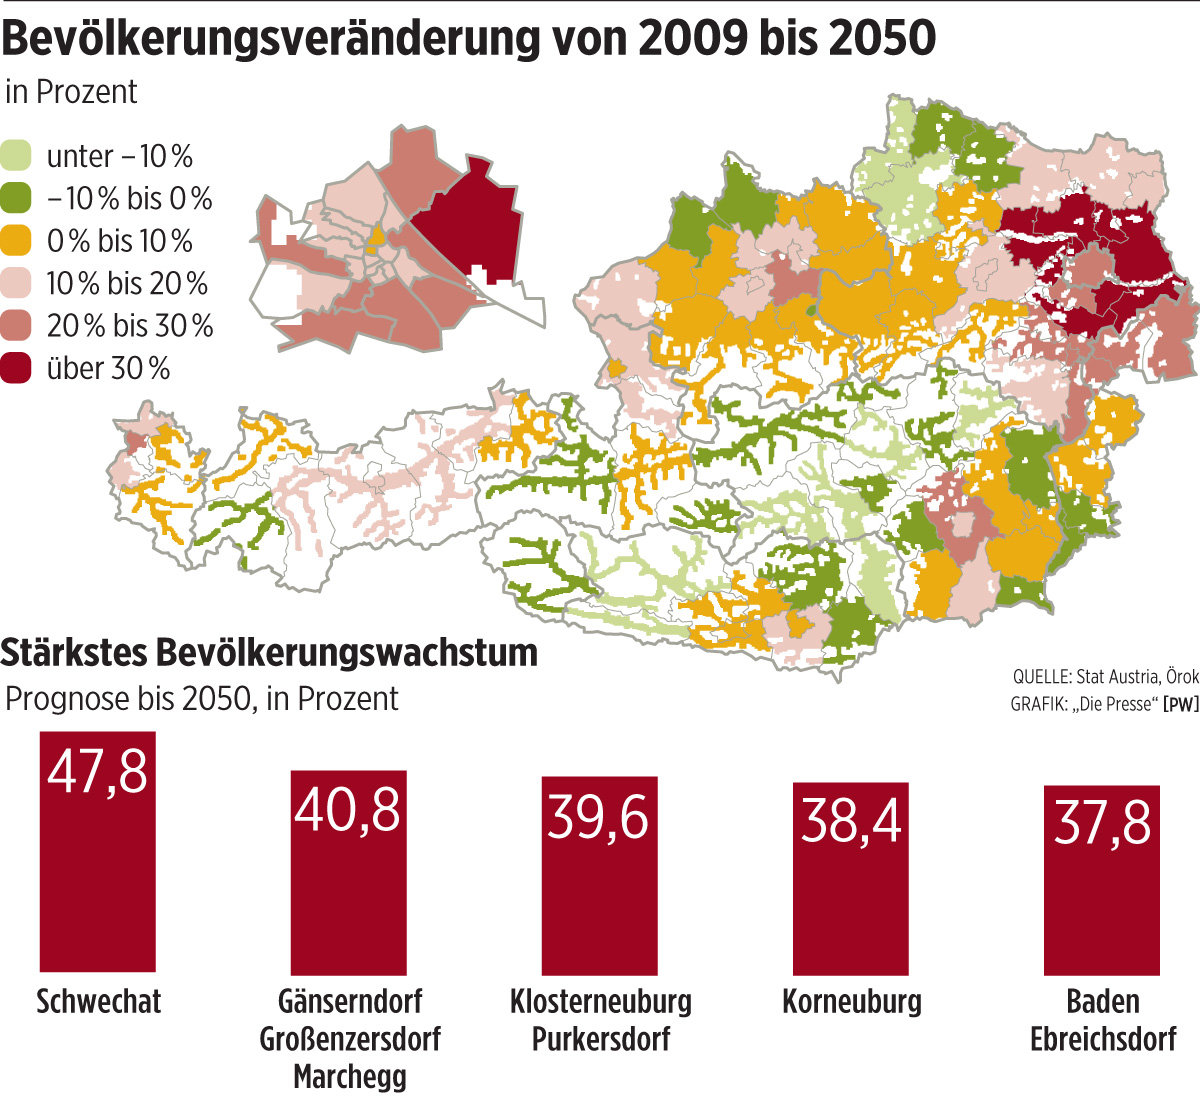 Bevölkerungsveränderung von 2009 bis 2050
in Prozent
unter – 10 %
– 10 % bis 0 %
0 % bis 10 %
10 % bis 20 %
20 % bis 30 %
über 30 %
Stärkstes Bevölkerungswachstum
Prognose bis 2050, in Prozent
QUELLE: Stat Austria, Örok
GRAFIK: „Die Presse“ [PW]
47,8
Schwechat
40,8
Gänserndorf
Großenzersdorf
Marchegg
39,6
Klosterneuburg
Purkersdorf
38,4
Korneuburg
37,8
Baden
Ebreichsdorf